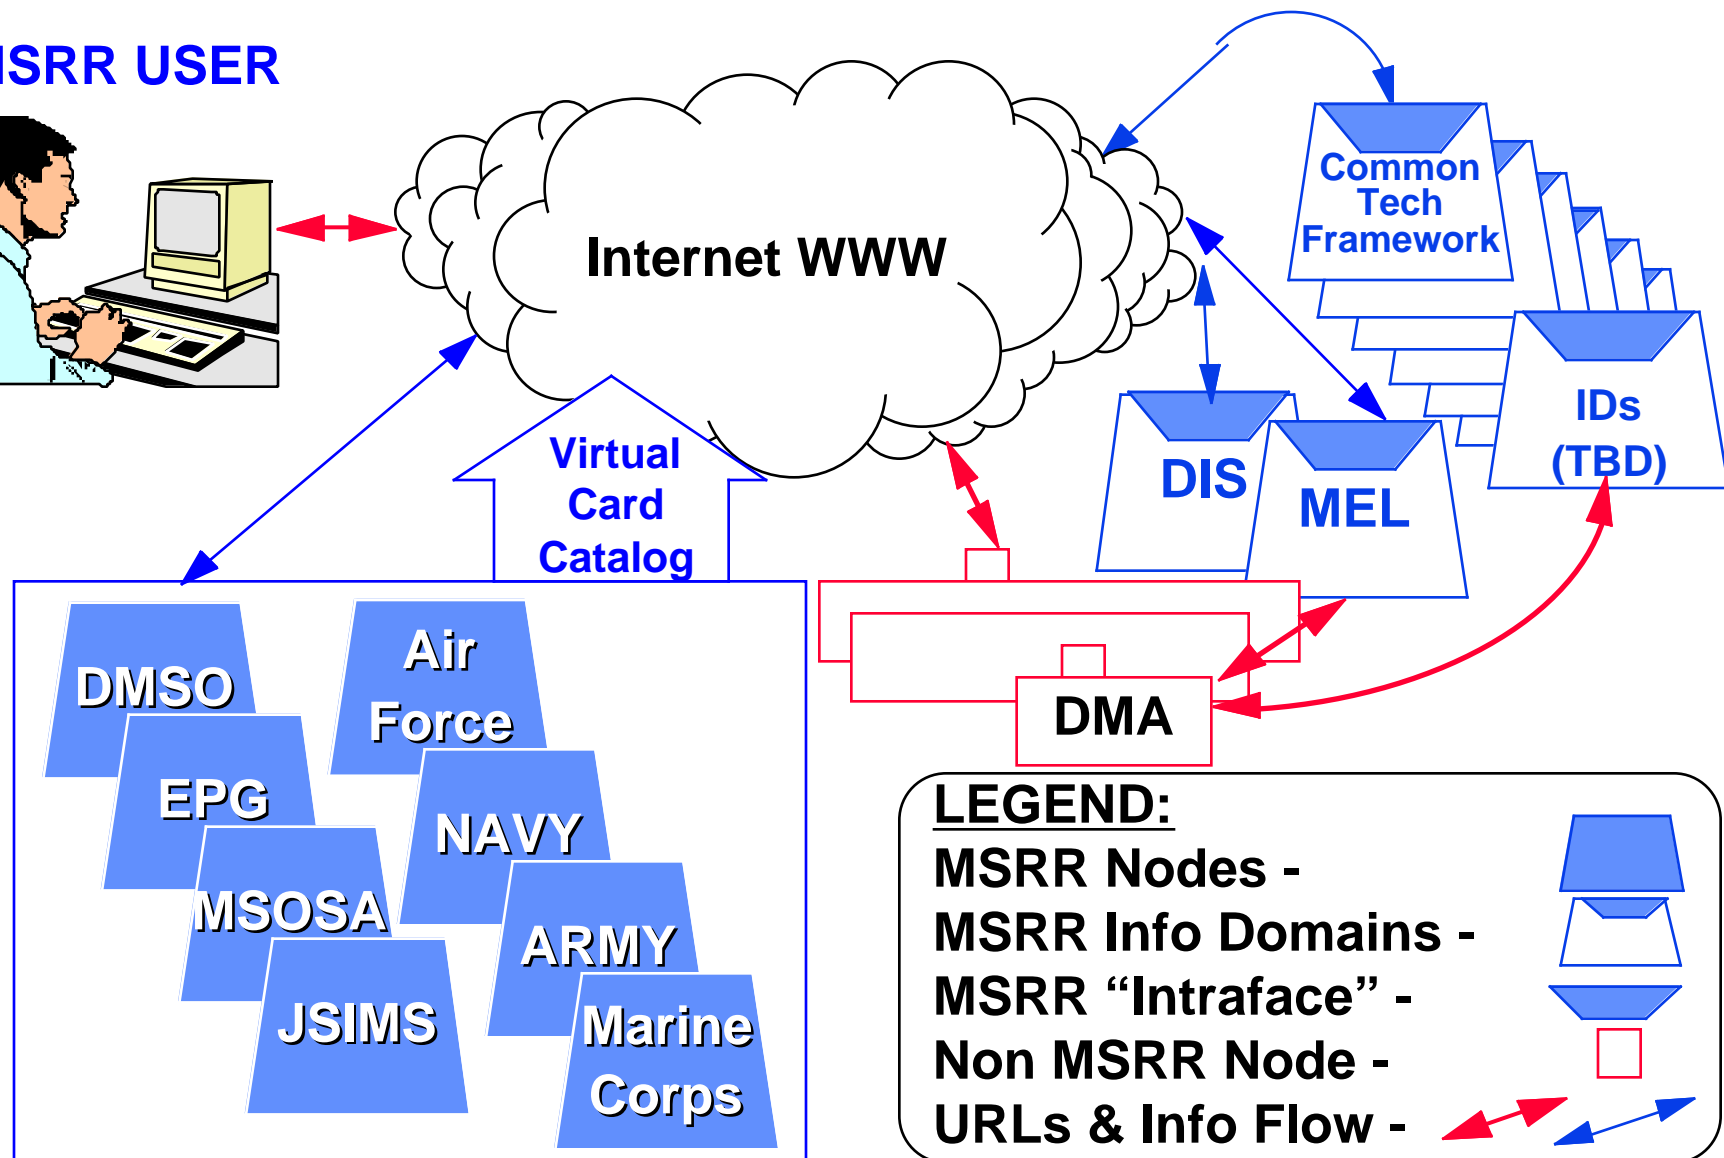 ISRR USER
Internet WWW
Common
Tech
Framework
IDs
(TBD)
DIS
MEL
Virtual
Card
Catalog
DMA
DMSO
EPG
MSOSA
JSIMS
Air
Force
NAVY
ARMY
Marine
Corps
LEGEND:
MSRR Nodes -
MSRR Info Domains -
MSRR “Intraface” -
Non MSRR Node -
URLs & Info Flow -